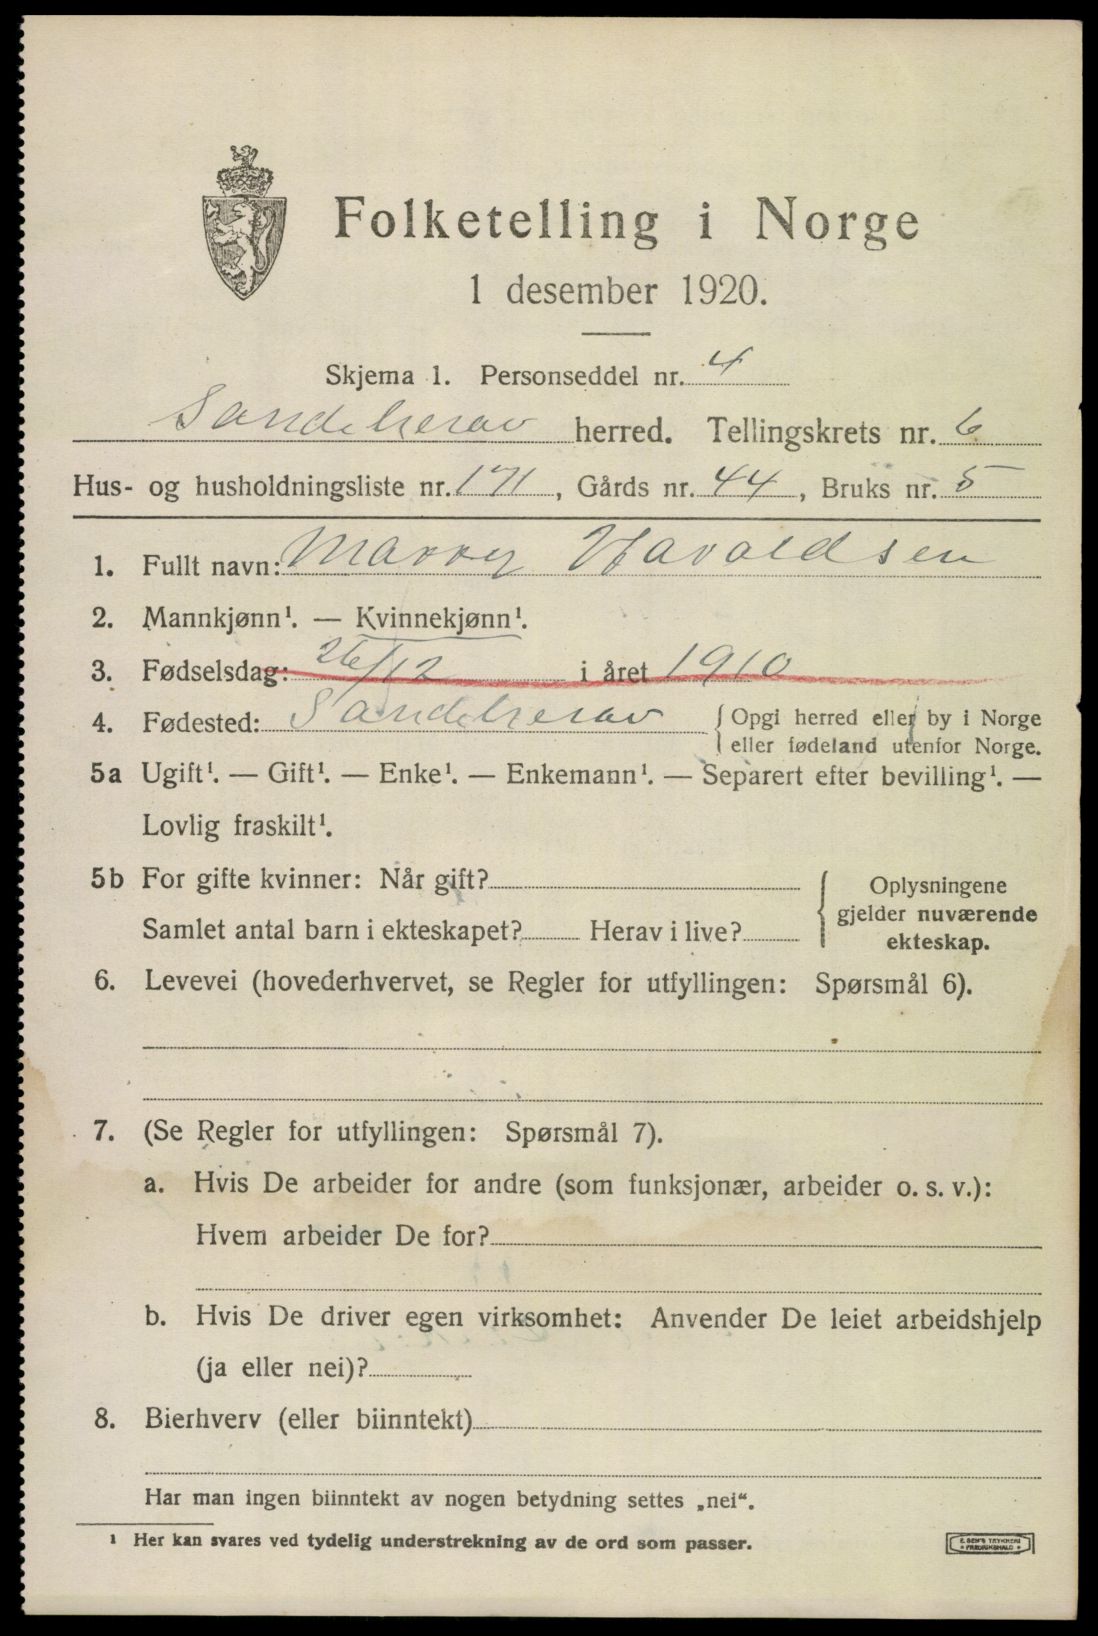 Folketelling i Norge
1 desember 1920.
Skjema 1. Personseddel nr. 4
Sandeherav herred. Tellingskrets nr. 6
Hus- og husholdningsliste nr. 171, Gårds nr. 44, Bruks nr. 5
1. Fullt navn: Marry Haraldsen
2. Mannkjønn¹. — Kvinnekjønn¹.
3. Fødselsdag: 26/12 i året 1910
4. Fødested: Sandeherav { Opgi herred eller by i Norge
eller fødeland utenfor Norge.
5a Ugift¹. — Gift¹. — Enke¹. — Enkemann¹. — Separert efter bevilling¹. —
Lovlig fraskilt¹.
5b For gifte kvinner: Når gift?
Samlet antal barn i ekteskapet? Herav i live?
{ Oplysningene
gjelder nuværende
ekteskap.
6. Levevei (hovederhvervet, se Regler for utfyllingen: Spørsmål 6).
7. (Se Regler for utfyllingen: Spørsmål 7).
a. Hvis De arbeider for andre (som funksjonær, arbeider o. s. v.):
Hvem arbeider De for?
b. Hvis De driver egen virksomhet: Anvender De leiet arbeidshjelp
(ja eller nei)?
8. Bierhverv (eller biinntekt)
Har man ingen biinntekt av nogen betydning settes „nei“.
¹ Her kan svares ved tydelig understrekning av de ord som passer.
E. SEM'S TRYKKERI
FREDRIKSHALD